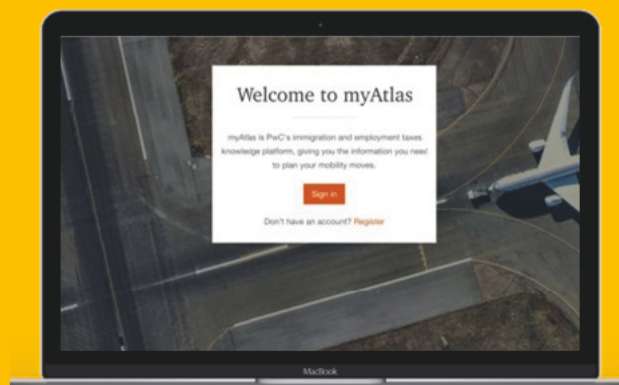 Welcome to myAtlas
myAtlas is PwC's immigration and employment taxes
knowledge platform, giving you the information you need
to plan your mobility moves.
Sign in
Don't have an account? Register
MacBook